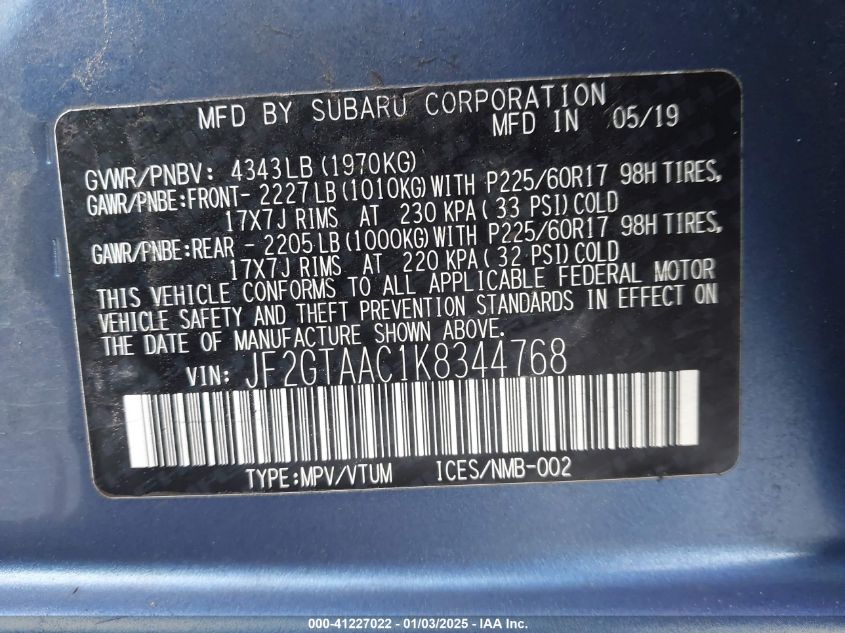 MFD BY SUBARU CORPORATION
MFD IN 05/19
GVWR/PNBV: 4343LB (1970KG)
GAWR/PNBE:FRONT- 2227LB (1010KG) WITH P225/60R17 98H TIRES,
17X7J RIMS AT 230 KPA( 33 PSI)COLD
GAWR/PNBE:REAR - 2205LB (1000KG) WITH P225/60R17 98H TIRES,
17X7J RIMS AT 220 KPA( 32 PSI)COLD
THIS VEHICLE CONFORMS TO ALL APPLICABLE FEDERAL MOTOR
VEHICLE SAFETY AND THEFT PREVENTION STANDARDS IN EFFECT ON
THE DATE OF MANUFACTURE SHOWN ABOVE.
VIN: JF2GTAAC1K8344768
TYPE:MPV/VTUM ICES/NMB-002
000-41227022 - 01/03/2025 - © IAA Inc.